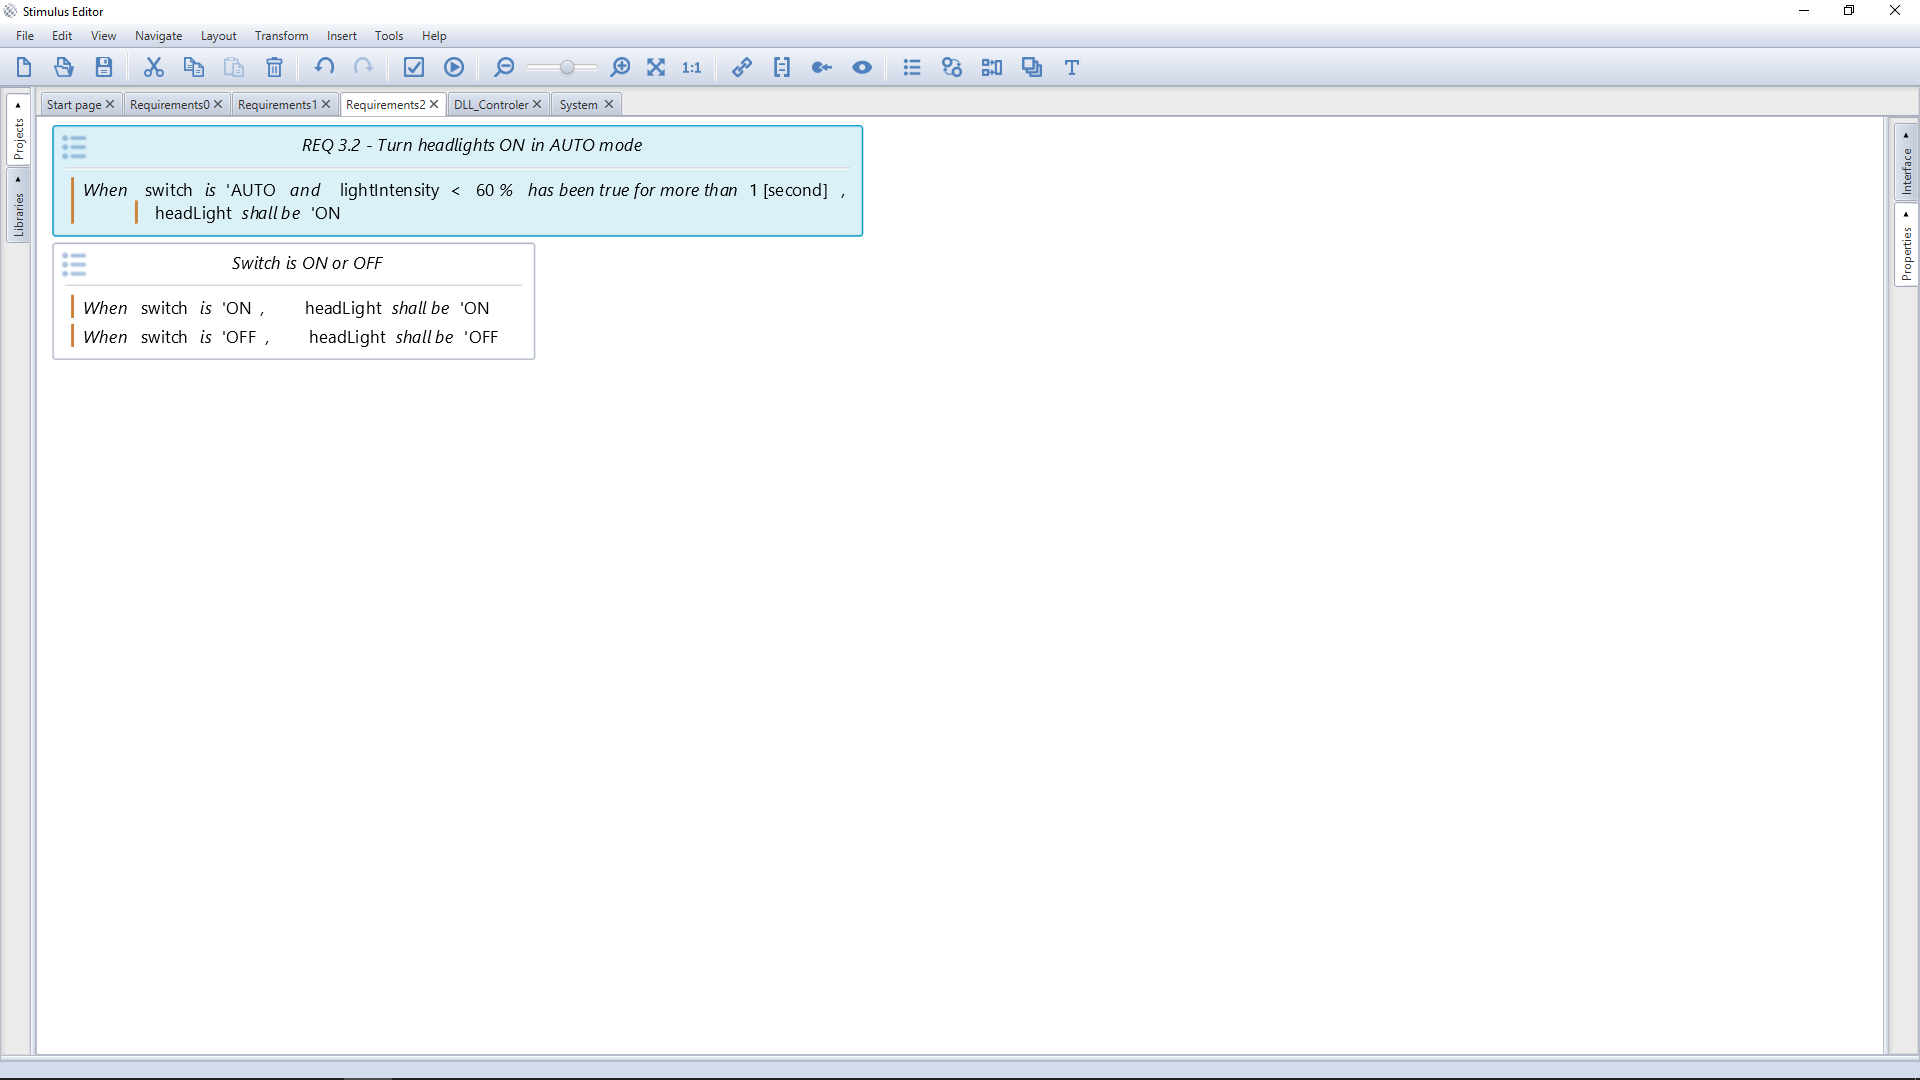 Stimulus Editor
File Edit View Navigate Layout Transform Insert Tools Help
1:1
Start page Requirements0 Requirements1 Requirements2 DLL_Controler System
Projects
Libraries
REQ 3.2 - Turn headlights ON in AUTO mode
When switch is 'AUTO and lightIntensity < 60 % has been true for more than 1 [second] ,
headLight shall be 'ON
Switch is ON or OFF
When switch is 'ON , headLight shall be 'ON
When switch is 'OFF , headLight shall be 'OFF
Interface
Properties